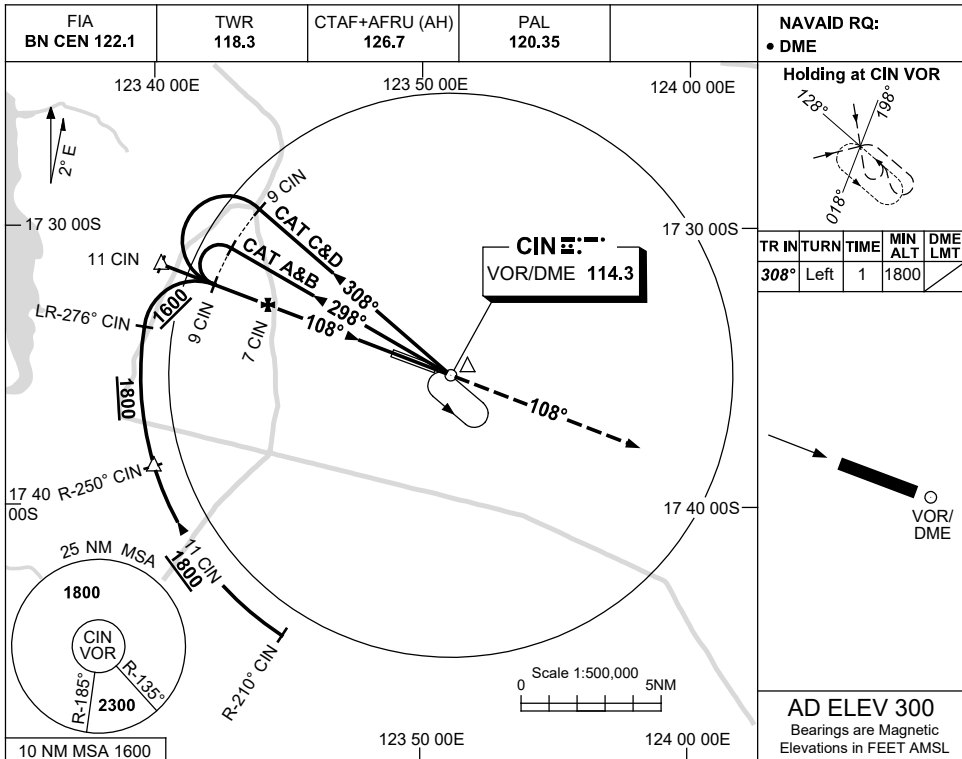 FIA
BN CEN 122.1
TWR
118.3
CTAF+AFRU (AH)
126.7
PAL
120.35
NAVAID RQ:
• DME
123 40 00E
123 50 00E
124 00 00E
2° E
17 30 00S
17 30 00S
9 CIN
CAT C&D
CAT A&B
308°
298°
108°
11 CIN
1600
9 CIN
7 CIN
LR-276° CIN
1800
CIN
VOR/DME 114.3
108°
17 40
00S
R-250° CIN
17 40 00S
11 CIN
1800
R-210° CIN
25 NM MSA
1800
CIN
VOR
R-185°
R-135°
2300
10 NM MSA 1600
Scale 1:500,000
0
5NM
123 50 00E
124 00 00E
Holding at CIN VOR
128°
198°
018°
TR IN TURN TIME MIN ALT DME LMT
308° Left 1 1800
VOR/
DME
AD ELEV 300
Bearings are Magnetic
Elevations in FEET AMSL